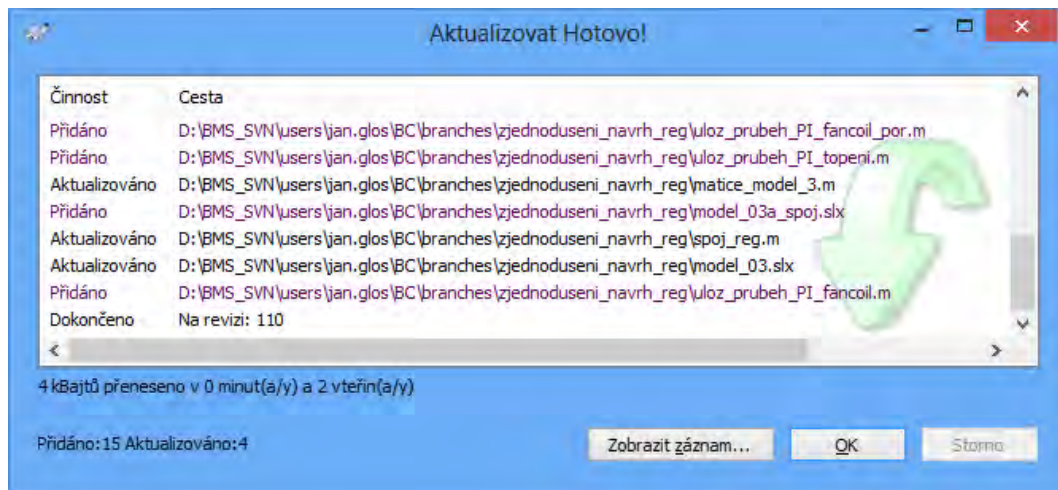 Aktualizovat Hotovo!
Činnost Cesta
Přidáno D:\BMS_SVN\users\jan.glos\BC\branches\zjednoduseni_navrh_reg\uloz_prubeh_PI_fancoil_por.m
Přidáno D:\BMS_SVN\users\jan.glos\BC\branches\zjednoduseni_navrh_reg\uloz_prubeh_PI_topeni.m
Aktualizováno D:\BMS_SVN\users\jan.glos\BC\branches\zjednoduseni_navrh_reg\matice_model_3.m
Přidáno D:\BMS_SVN\users\jan.glos\BC\branches\zjednoduseni_navrh_reg\model_03a_spoj.slx
Aktualizováno D:\BMS_SVN\users\jan.glos\BC\branches\zjednoduseni_navrh_reg\spoj_reg.m
Aktualizováno D:\BMS_SVN\users\jan.glos\BC\branches\zjednoduseni_navrh_reg\model_03.slx
Přidáno D:\BMS_SVN\users\jan.glos\BC\branches\zjednoduseni_navrh_reg\uloz_prubeh_PI_fancoil.m
Dokončeno Na revizi: 110
4 kBajtů přeneseno v 0 minut(a/y) a 2 vteřin(a/y)
Přidáno:15 Aktualizováno:4 Zobrazit záznam... OK Storno